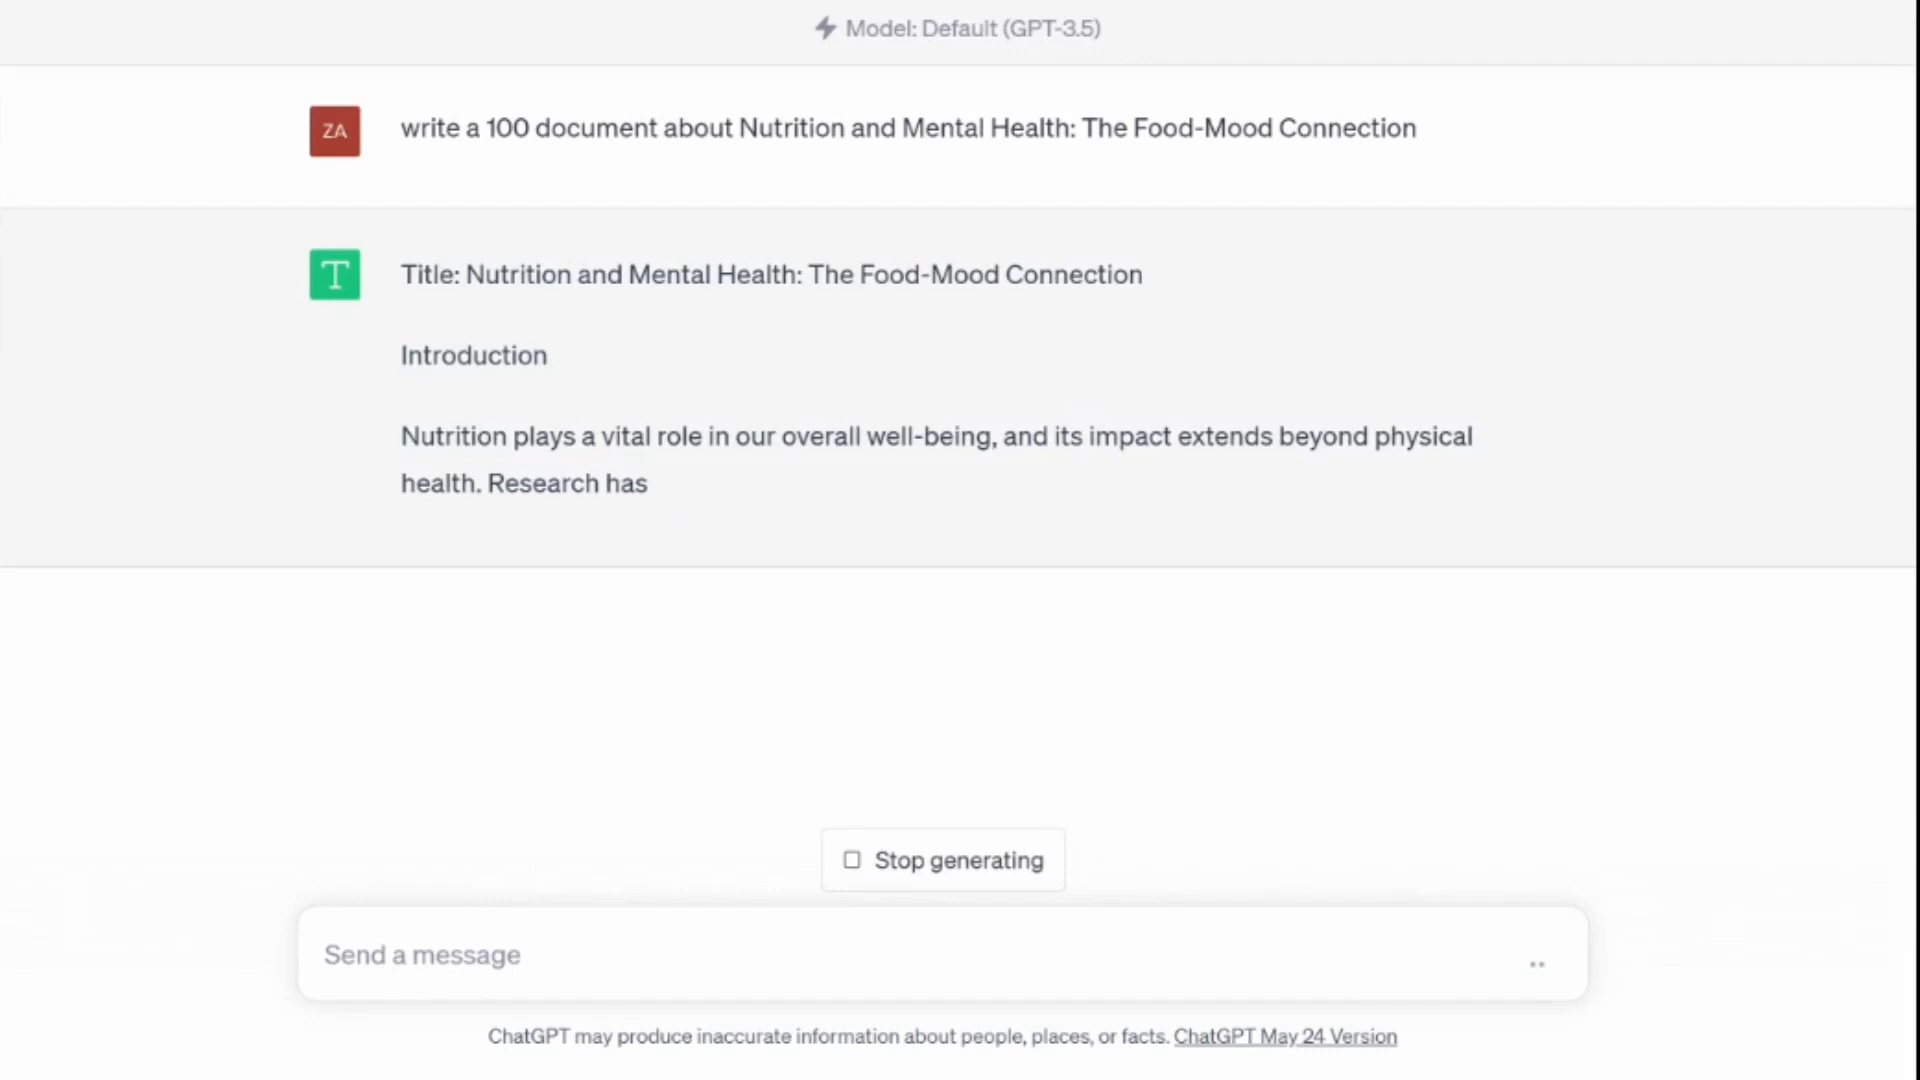 Model: Default (GPT-3.5)
ZA
write a 100 document about Nutrition and Mental Health: The Food-Mood Connection
T
Title: Nutrition and Mental Health: The Food-Mood Connection
Introduction
Nutrition plays a vital role in our overall well-being, and its impact extends beyond physical
health. Research has
Stop generating
Send a message
ChatGPT may produce inaccurate information about people, places, or facts. ChatGPT May 24 Version